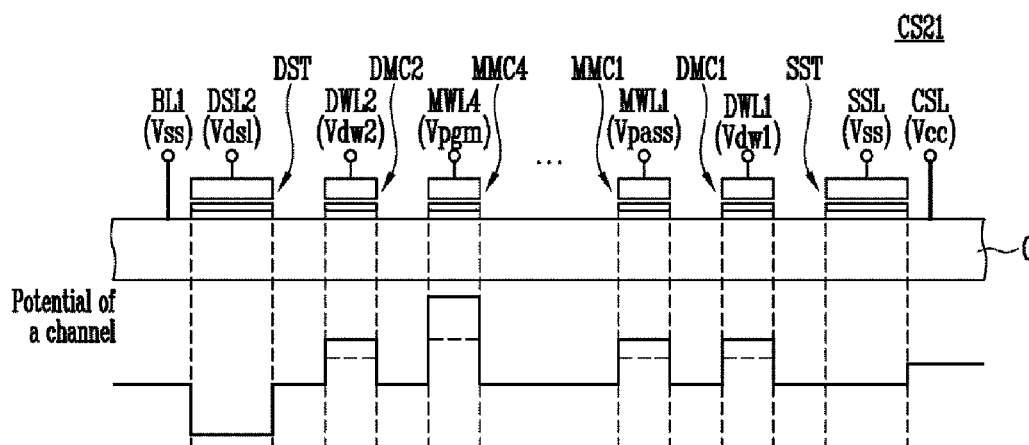 CS21
DST DMC2 MMC4 MMC1 DMC1 SST
BL1 DSL2 DWL2 MWL4 MWL1 DWL1 SSL CSL
(Vss) (Vdsl) (Vdw2) (Vpgm) (Vpass) (Vdw1) (Vss) (Vcc)
...
Potential of
a channel